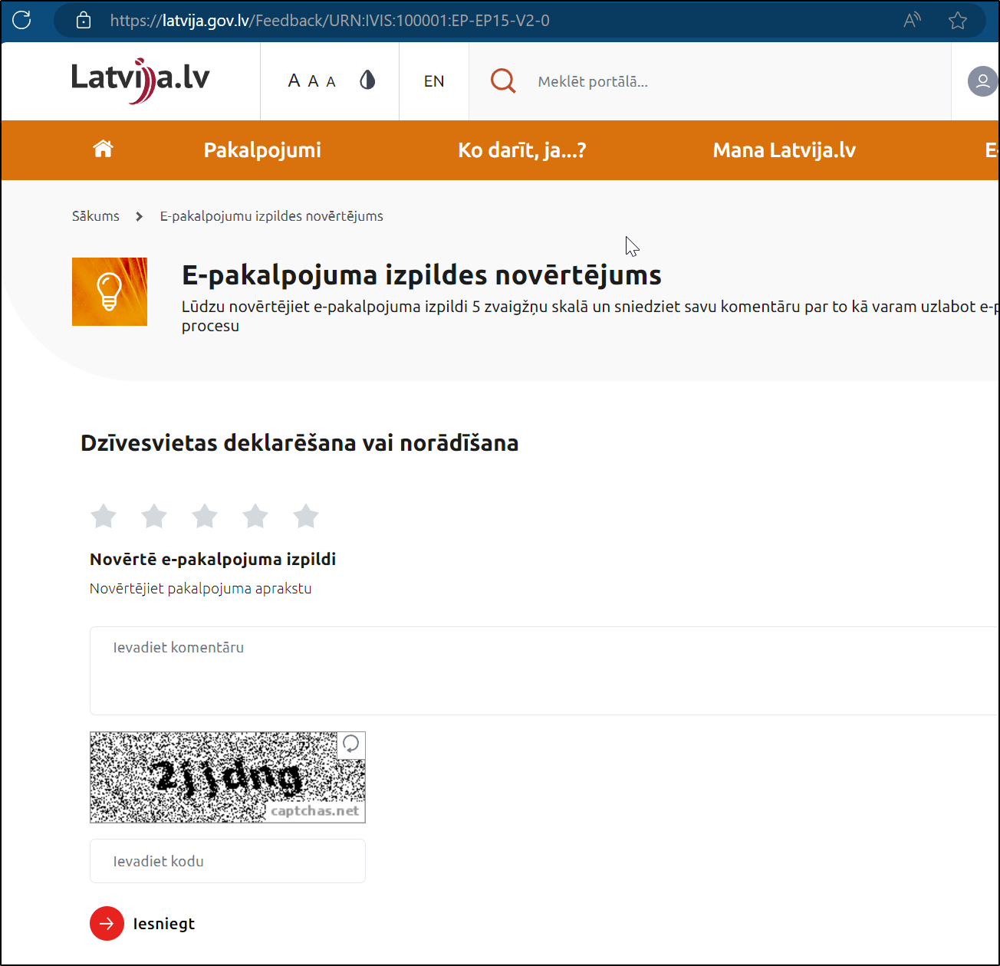 https://latvija.gov.lv/Feedback/URN:IVIS:100001:EP-EP15-V2-0
Latvija.lv
A A A
EN
Meklēt portālā...
Pakalpojumi
Ko darīt, ja...?
Mana Latvija.lv
E-
Sākums
E-pakalpojumu izpildes novērtējums
E-pakalpojuma izpildes novērtējums
Lūdzu novērtējiet e-pakalpojuma izpildi 5 zvaigžņu skalā un sniedziet savu komentāru par to kā varam uzlabot e-p
procesu
Dzīvesvietas deklarēšana vai norādīšana
Novērtē e-pakalpojuma izpildi
Novērtējiet pakalpojuma aprakstu
Ievadiet komentāru
2jjdng
captchas.net
Ievadiet kodu
Iesniegt